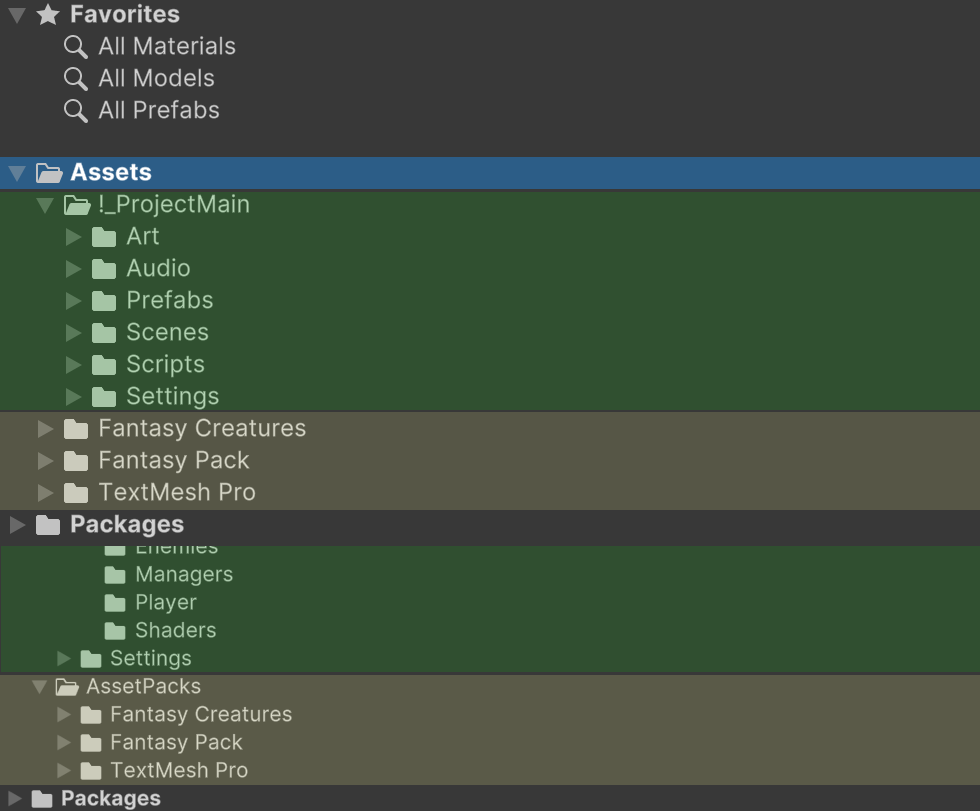 Favorites
All Materials
All Models
All Prefabs
Assets
!_ProjectMain
Art
Audio
Prefabs
Scenes
Scripts
Settings
Fantasy Creatures
Fantasy Pack
TextMesh Pro
Packages
Enemies
Managers
Player
Shaders
Settings
AssetPacks
Fantasy Creatures
Fantasy Pack
TextMesh Pro
Packages